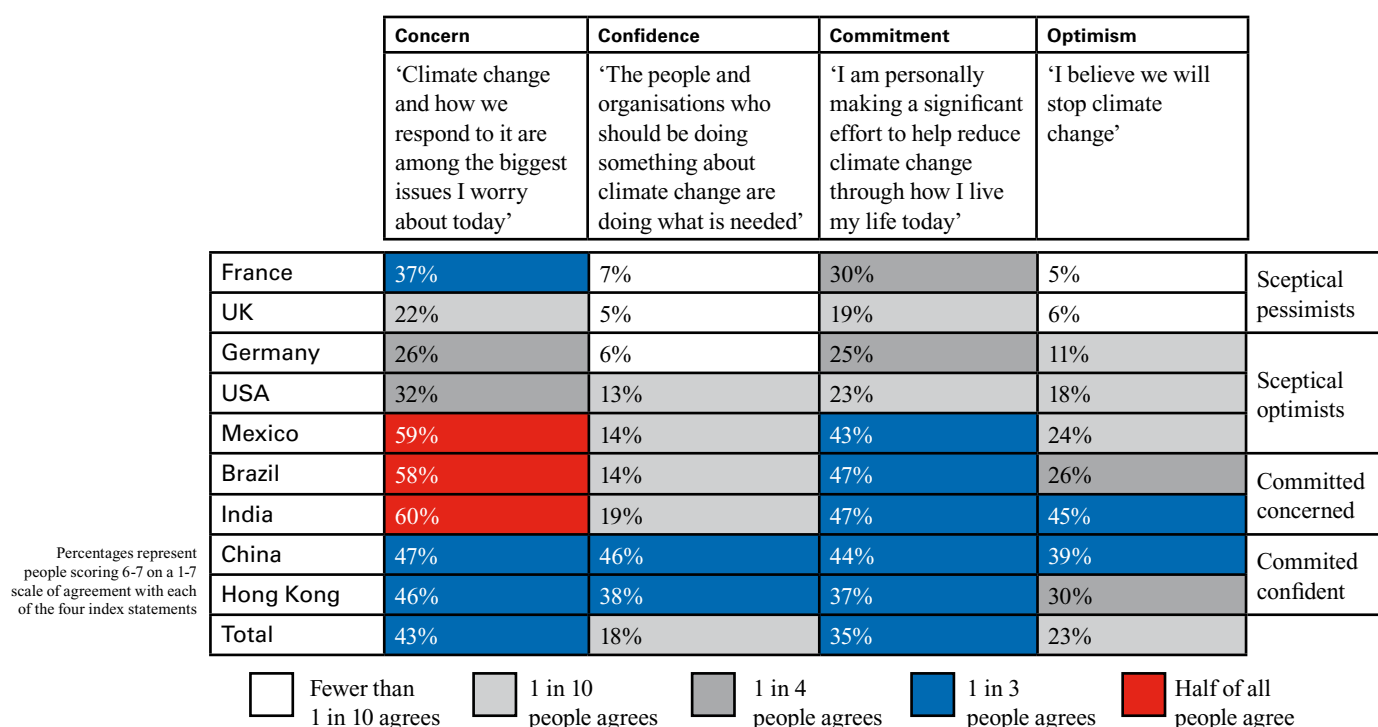 Concern Confidence Commitment Optimism
‘Climate change
and how we
respond to it are
among the biggest
issues I worry
about today’
‘The people and
organisations who
should be doing
something about
climate change are
doing what is needed’
‘I am personally
making a significant
effort to help reduce
climate change
through how I live
my life today’
‘I believe we will
stop climate
change’
France 37% 7% 30% 5%
UK 22% 5% 19% 6%
Sceptical
pessimists
Germany 26% 6% 25% 11%
USA 32% 13% 23% 18%
Mexico 59% 14% 43% 24%
Sceptical
optimists
Brazil 58% 14% 47% 26%
India 60% 19% 47% 45%
Committed
concerned
China 47% 46% 44% 39%
Hong Kong 46% 38% 37% 30%
Commited
confident
Total 43% 18% 35% 23%
Percentages represent
people scoring 6-7 on a 1-7
scale of agreement with each
of the four index statements
Fewer than
1 in 10 agrees
1 in 10
people agrees
1 in 4
people agrees
1 in 3
people agrees
Half of all
people agree